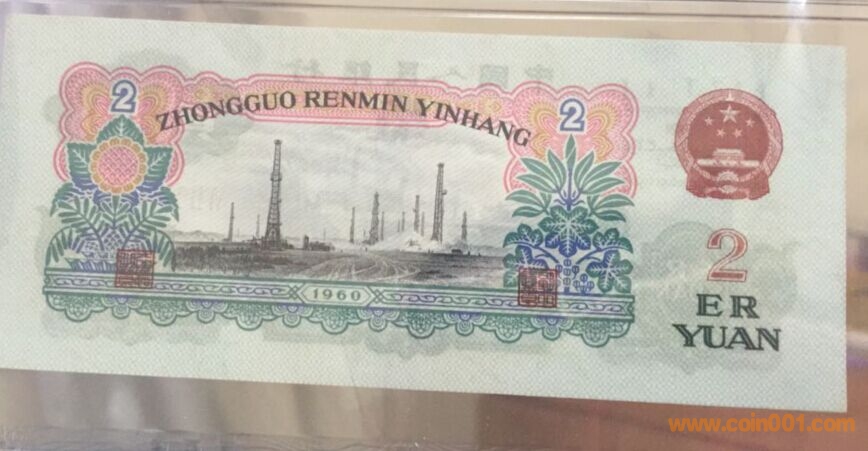 2
ZHONGGUO RENMIN YINHANG
2
1960
2
ER
YUAN
www.coin001.com